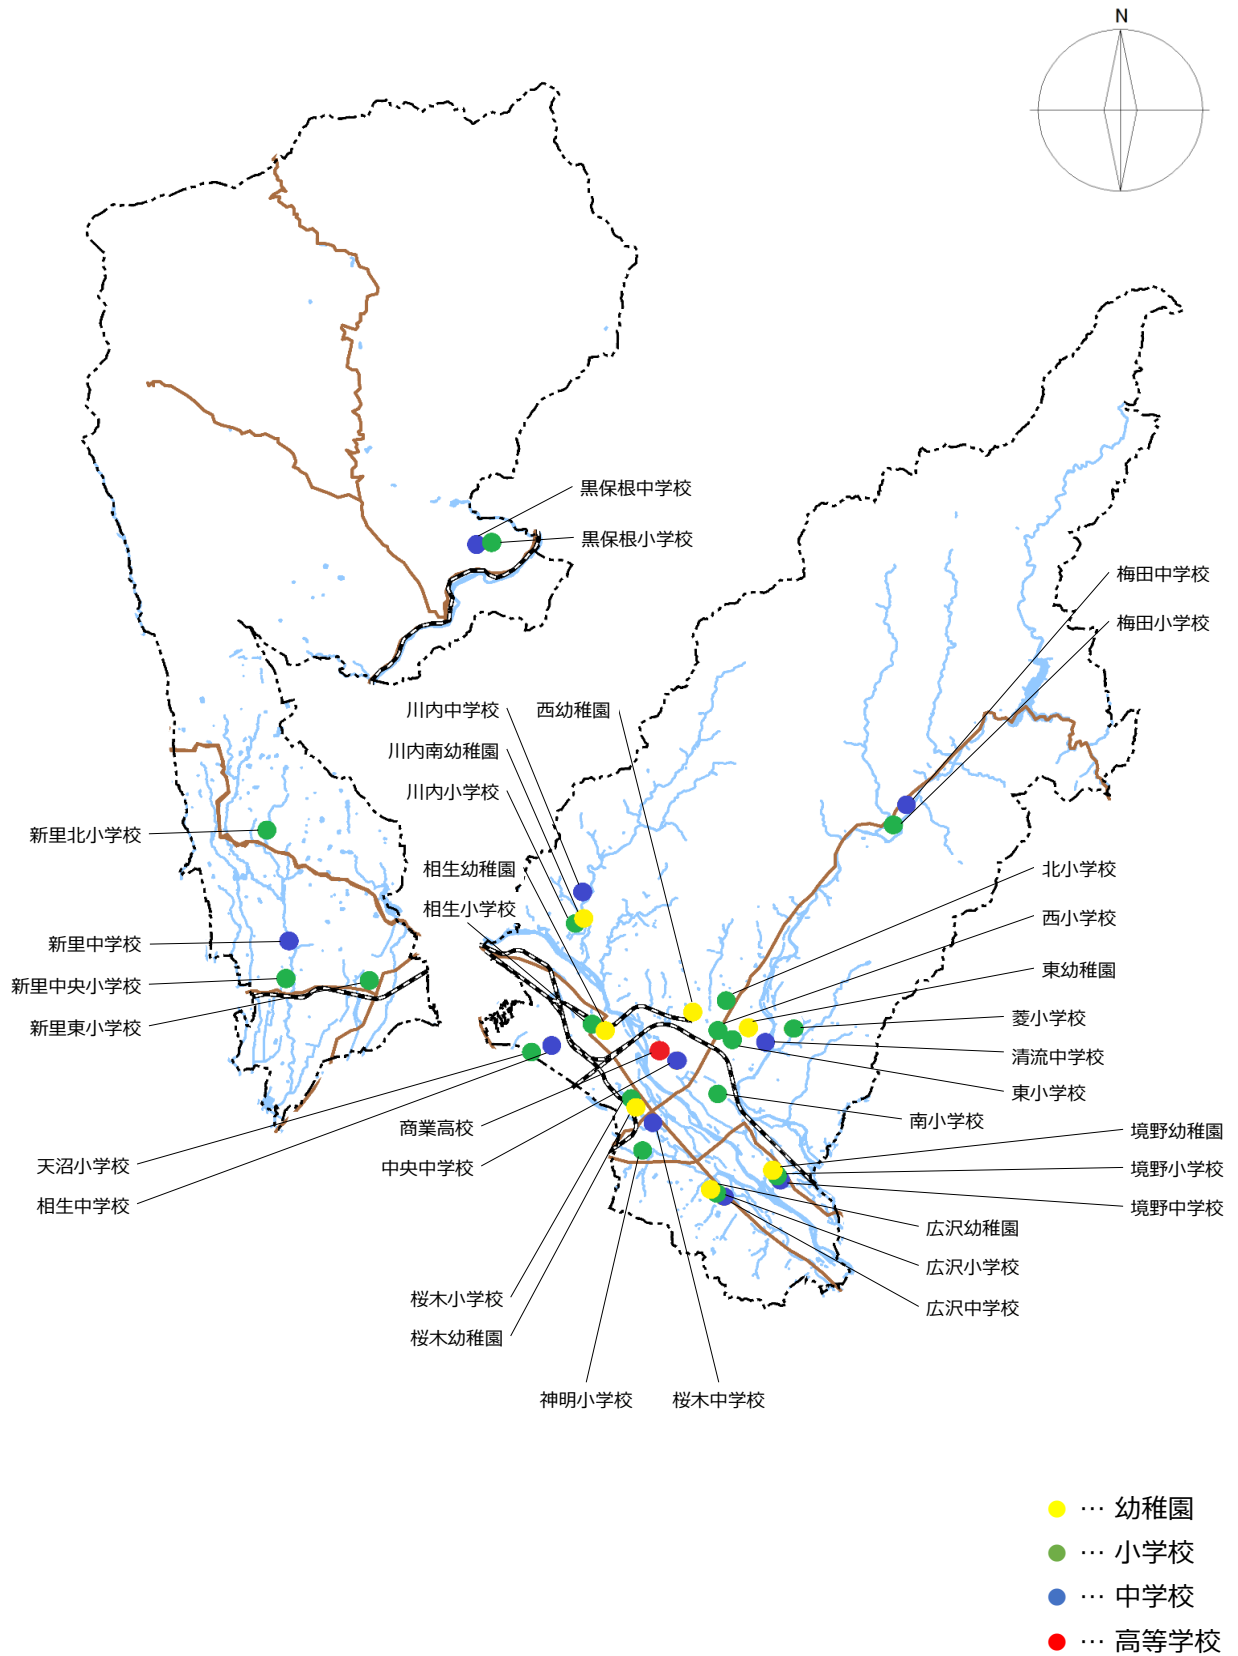 N
黒保根中学校
黒保根小学校
梅田中学校
梅田小学校
川内中学校
西幼稚園
川内南幼稚園
川内小学校
新里北小学校
相生幼稚園
北小学校
相生小学校
西小学校
新里中学校
東幼稚園
新里中央小学校
菱小学校
新里東小学校
清流中学校
東小学校
南小学校
商業高校
境野幼稚園
天沼小学校
中央中学校
境野小学校
相生中学校
境野中学校
広沢幼稚園
広沢小学校
桜木小学校
広沢中学校
桜木幼稚園
神明小学校
桜木中学校
… 幼稚園
… 小学校
… 中学校
… 高等学校